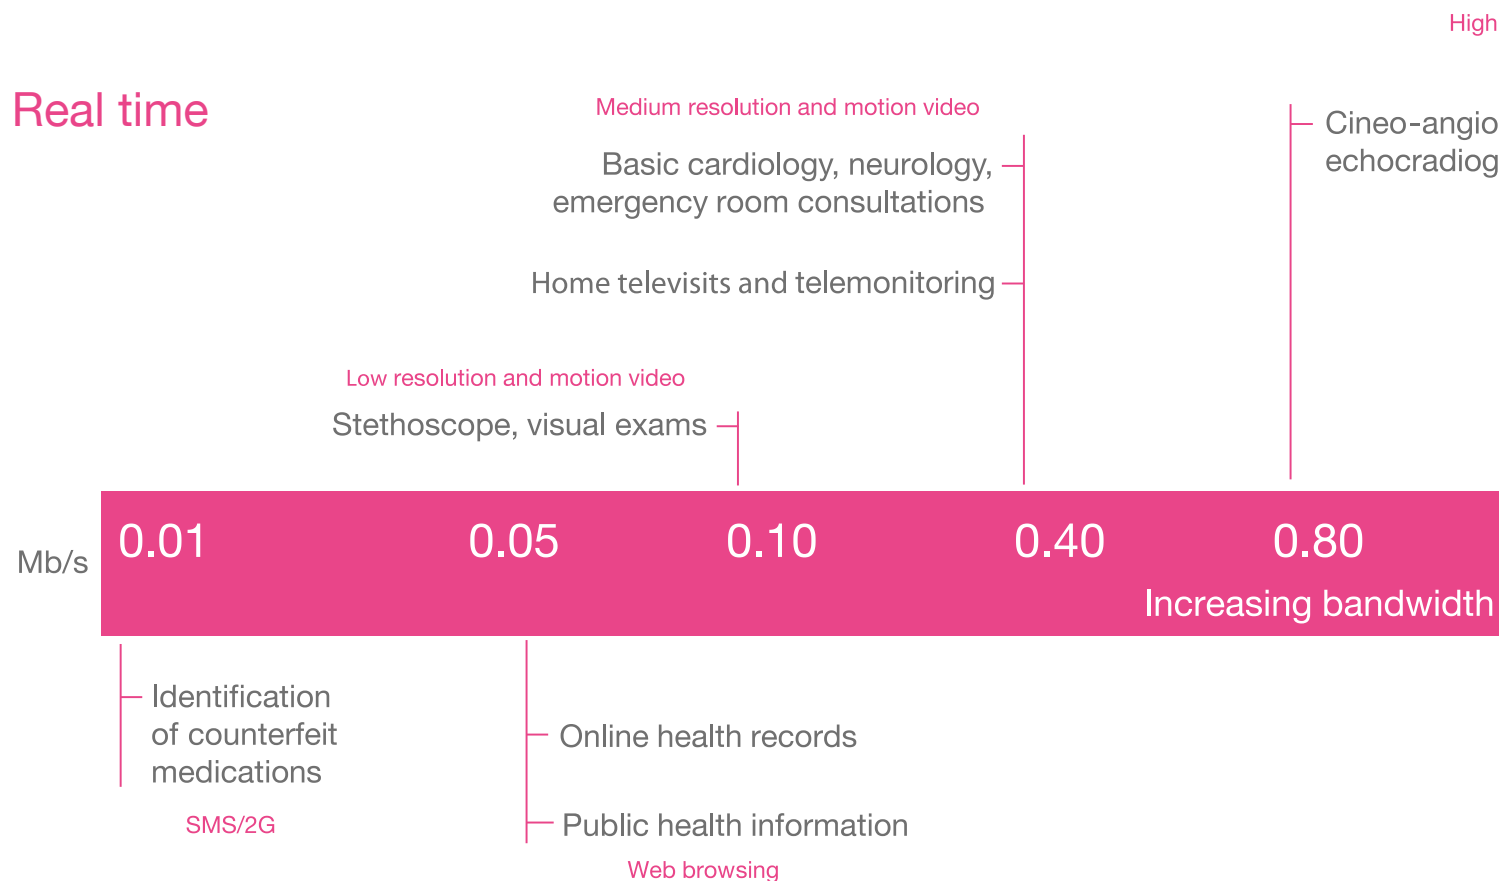 High
Real time
Medium resolution and motion video
Basic cardiology, neurology,
emergency room consultations
Cineo-angio
echocradiog
Home televisits and telemonitoring
Low resolution and motion video
Stethoscope, visual exams
Mb/s
0.01 0.05 0.10 0.40 0.80
Increasing bandwidth
Identification
of counterfeit
medications
SMS/2G
Online health records
Public health information
Web browsing